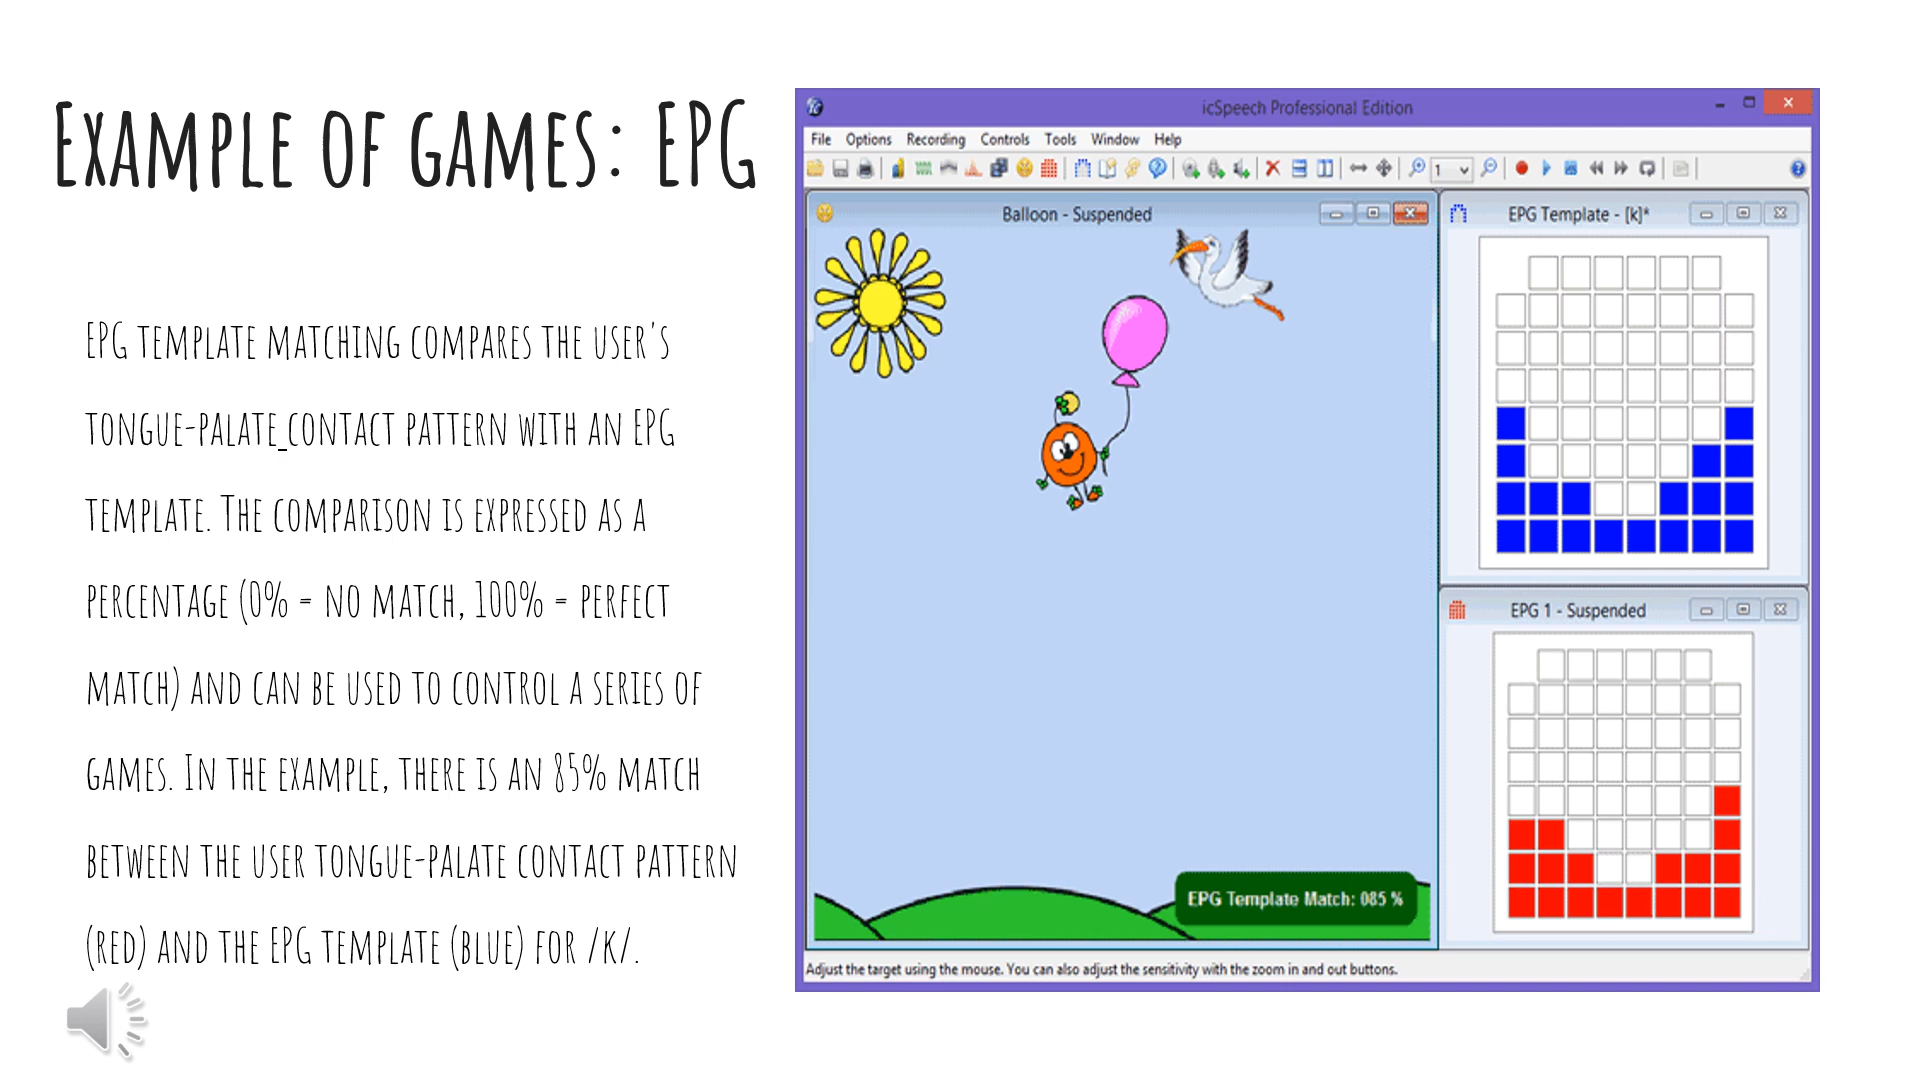 Example of games: EPG
EPG template matching compares the user's
tongue-palate contact pattern with an EPG
template. The comparison is expressed as a
percentage (0% = no match, 100% = perfect
match) and can be used to control a series of
games. In the example, there is an 85% match
between the user tongue-palate contact pattern
(red) and the EPG template (blue) for /k/.
icSpeech Professional Edition
File Options Recording Controls Tools Window Help
1
Balloon - Suspended
EPG Template - [k]*
EPG 1 - Suspended
EPG Template Match: 085 %
Adjust the target using the mouse. You can also adjust the sensitivity with the zoom in and out buttons.